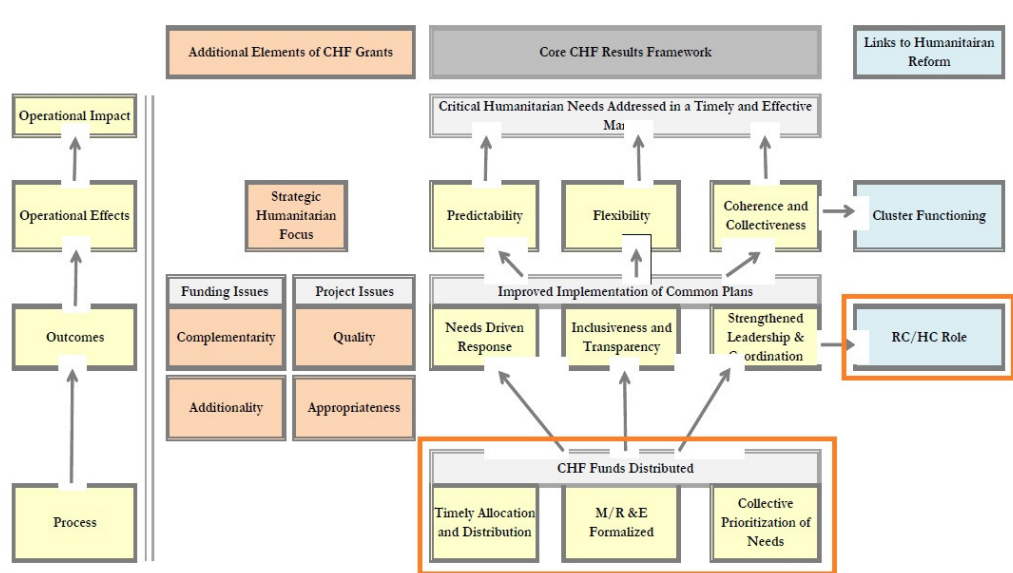 Additional Elements of CHF Grants
Core CHF Results Framework
Links to Humanitairan
Reform
Operational Impact
Critical Humanitarian Needs Addressed in a Timely and Effective
Operational Effects
Strategic
Humanitarian
Focus
Predictability
Flexibility
Coherence and
Collectiveness
Cluster Functioning
Funding Issues
Project Issues
Improved Implementation of Common Plans
Outcomes
Complementarity
Quality
Needs Driven
Response
Inclusiveness and
Transparency
Strengthened
Leadership &
Coordination
RC/HC Role
Additionality
Appropriateness
CHF Funds Distributed
Process
Timely Allocation
and Distribution
M/R &E
Formalized
Collective
Prioritization of
Needs